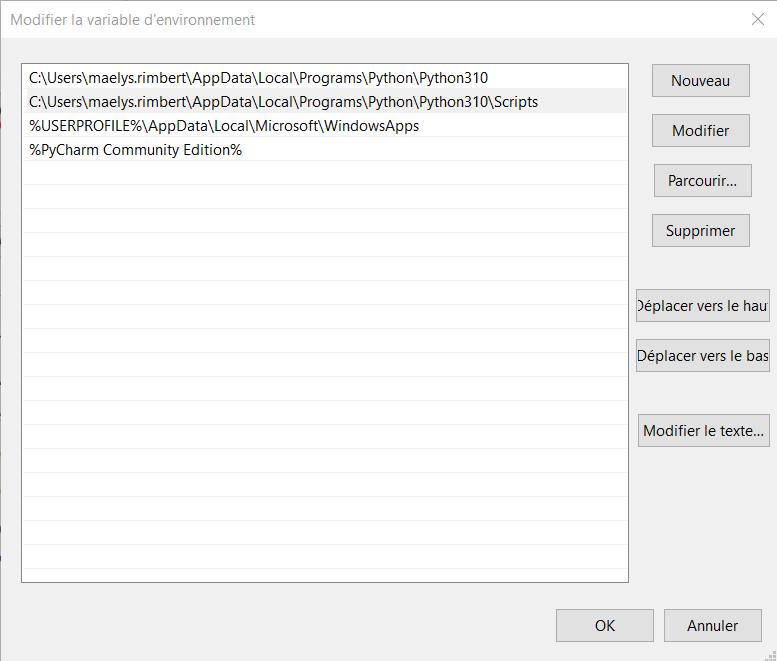 Modifier la variable d'environnement
C:\Users\maelys.rimbert\AppData\Local\Programs\Python\Python310
C:\Users\maelys.rimbert\AppData\Local\Programs\Python\Python310\Scripts
%USERPROFILE%\AppData\Local\Microsoft\WindowsApps
%PyCharm Community Edition%
Nouveau
Modifier
Parcourir...
Supprimer
Déplacer vers le hau
Déplacer vers le bas
Modifier le texte...
OK
Annuler